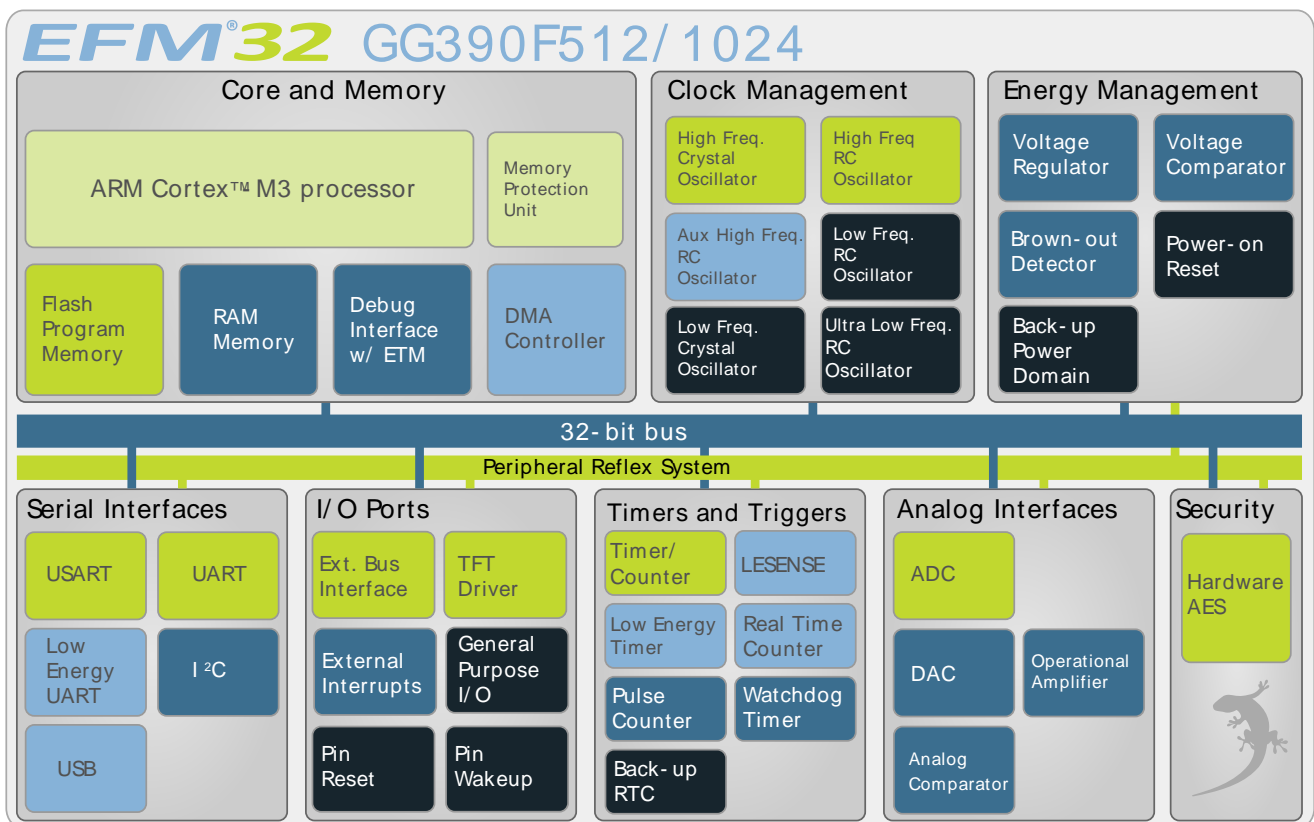 EFM®32 GG390F512/1024
Core and Memory
ARM Cortex™ M3 processor
Memory
Protection
Unit
Flash
Program
Memory
RAM
Memory
Debug
Interface
w/ ETM
DMA
Controller
Clock Management
High Freq.
Crystal
Oscillator
High Freq
RC
Oscillator
Aux High Freq.
RC
Oscillator
Low Freq.
RC
Oscillator
Low Freq.
Crystal
Oscillator
Ultra Low Freq.
RC
Oscillator
Energy Management
Voltage
Regulator
Voltage
Comparator
Brown-out
Detector
Power-on
Reset
Back-up
Power
Domain
32-bit bus
Peripheral Reflex System
Serial Interfaces
USART
UART
Low
Energy
UART
I²C
USB
I/O Ports
Ext. Bus
Interface
TFT
Driver
External
Interrupts
General
Purpose
I/O
Pin
Reset
Pin
Wakeup
Timers and Triggers
Timer/
Counter
LESENSE
Low Energy
Timer
Real Time
Counter
Pulse
Counter
Watchdog
Timer
Back-up
RTC
Analog Interfaces
ADC
DAC
Operational
Amplifier
Analog
Comparator
Security
Hardware
AES